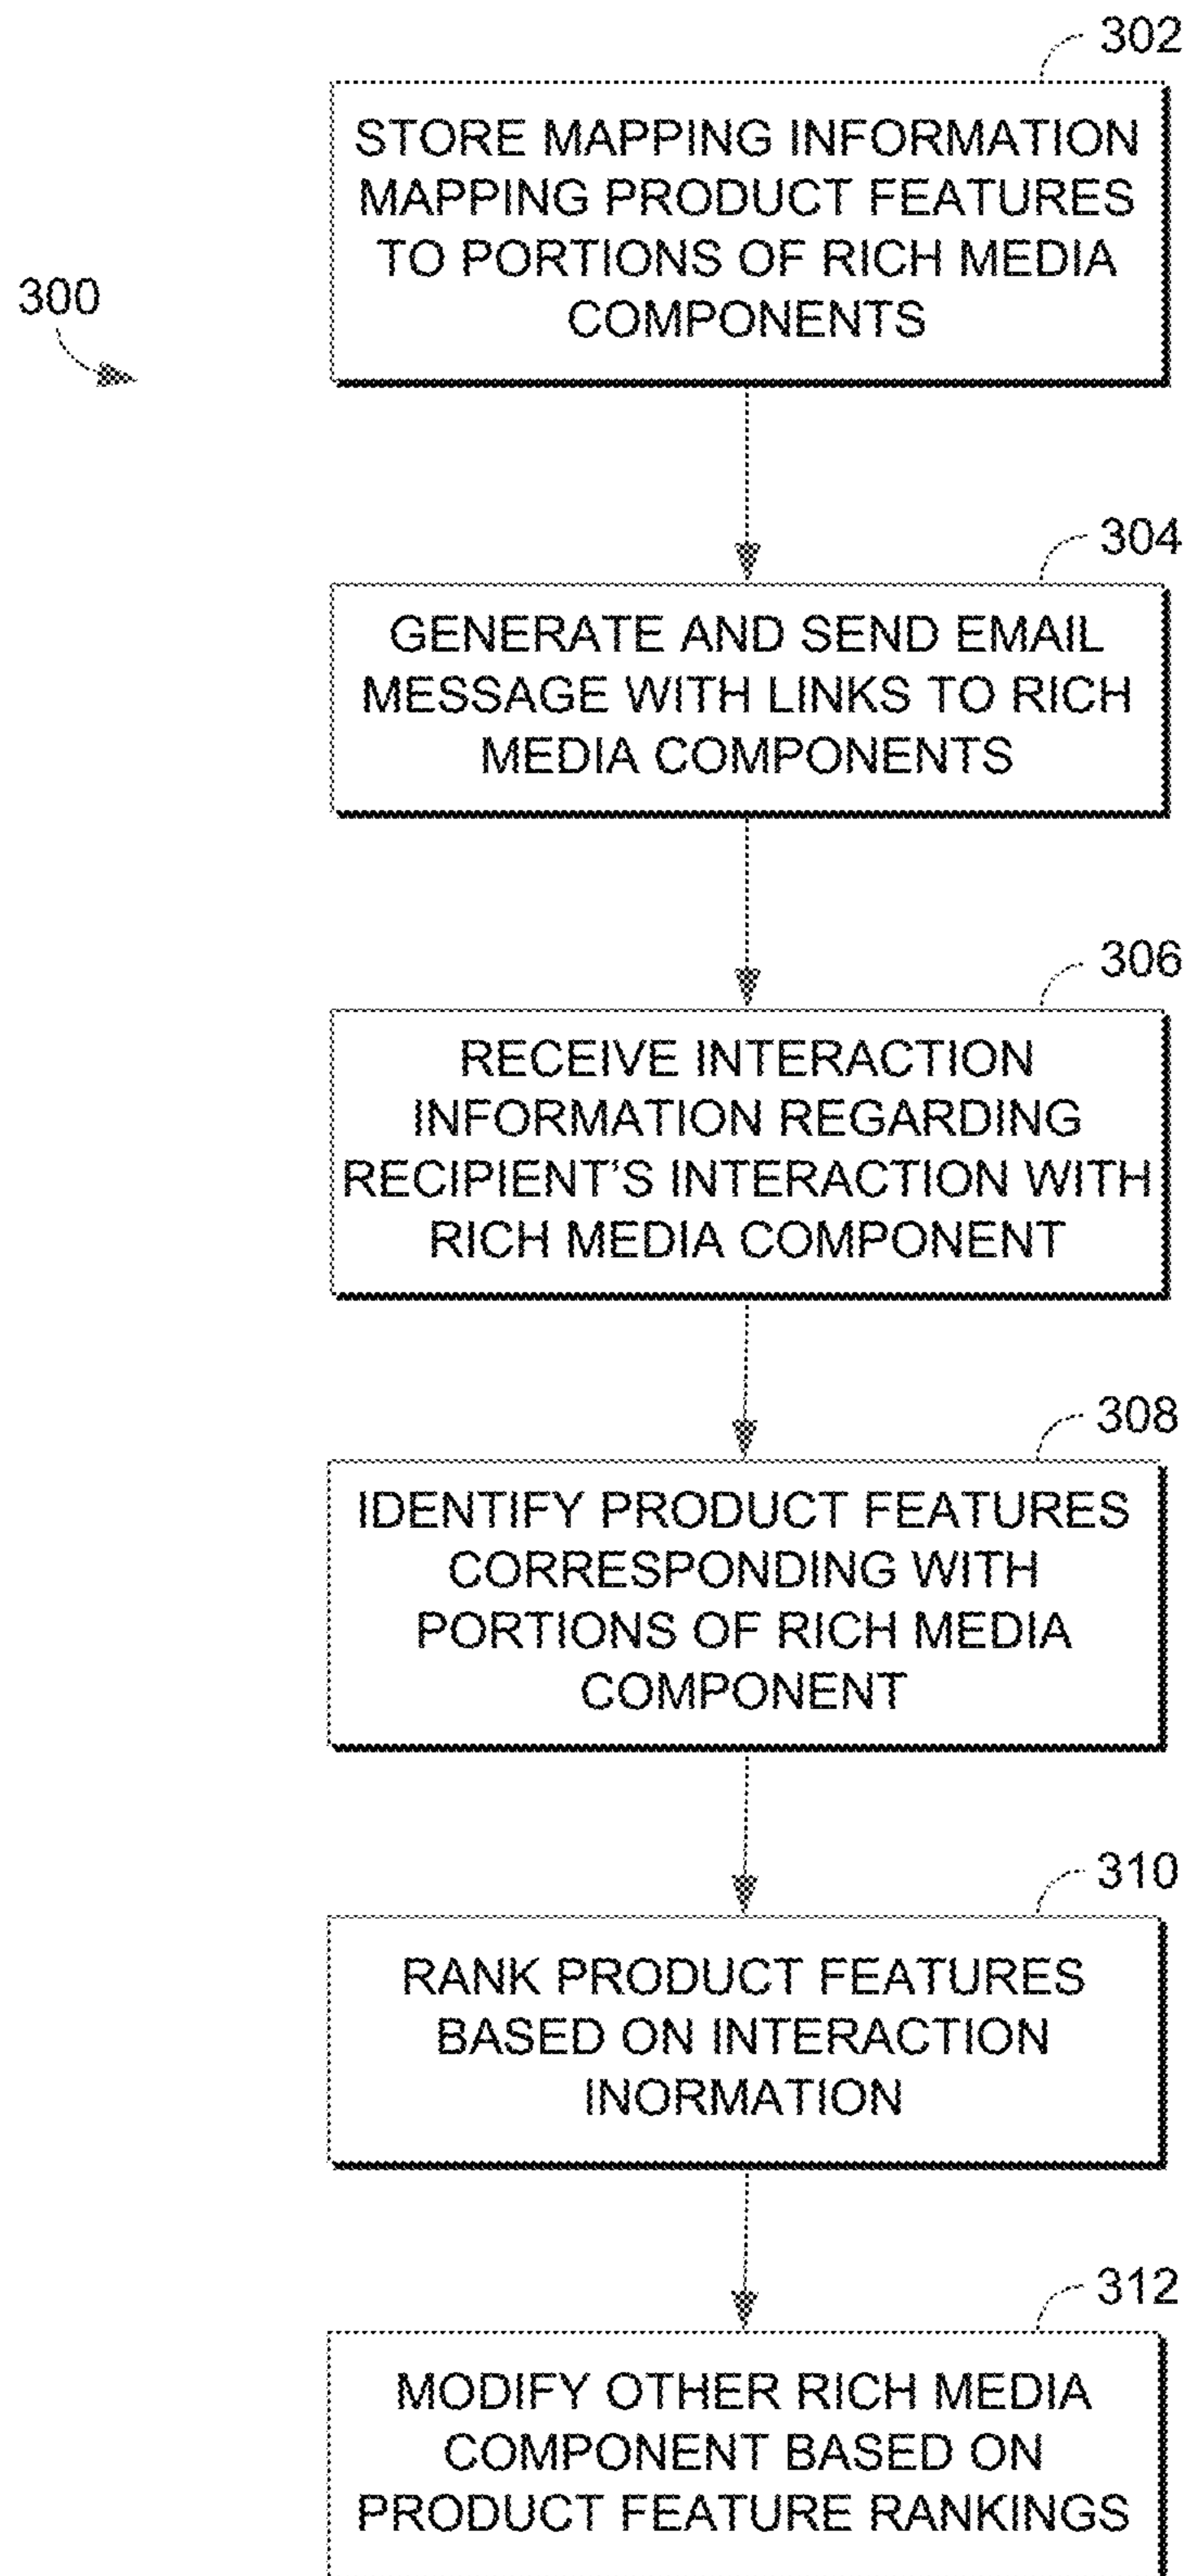 302
STORE MAPPING INFORMATION
MAPPING PRODUCT FEATURES
TO PORTIONS OF RICH MEDIA
COMPONENTS
300
304
GENERATE AND SEND EMAIL
MESSAGE WITH LINKS TO RICH
MEDIA COMPONENTS
306
RECEIVE INTERACTION
INFORMATION REGARDING
RECIPIENT'S INTERACTION WITH
RICH MEDIA COMPONENT
308
IDENTIFY PRODUCT FEATURES
CORRESPONDING WITH
PORTIONS OF RICH MEDIA
COMPONENT
310
RANK PRODUCT FEATURES
BASED ON INTERACTION
INORMATION
312
MODIFY OTHER RICH MEDIA
COMPONENT BASED ON
PRODUCT FEATURE RANKINGS